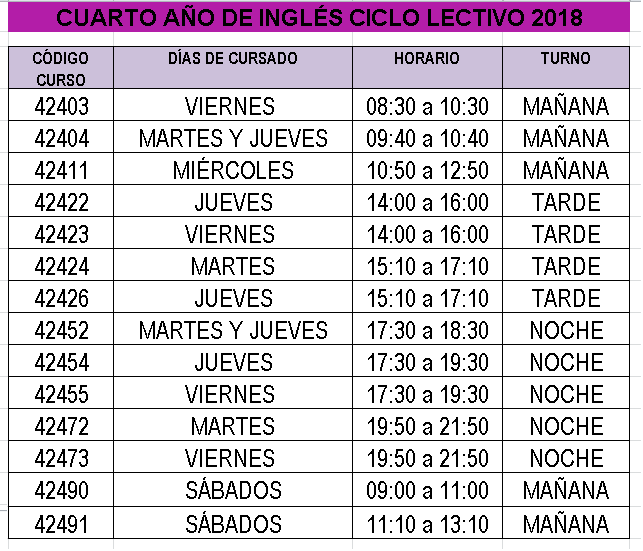 CUARTO AÑO DE INGLÉS CICLO LECTIVO 2018
CÓDIGO CURSO DÍAS DE CURSADO HORARIO TURNO
42403 VIERNES 08:30 a 10:30 MAÑANA
42404 MARTES Y JUEVES 09:40 a 10:40 MAÑANA
42411 MIÉRCOLES 10:50 a 12:50 MAÑANA
42422 JUEVES 14:00 a 16:00 TARDE
42423 VIERNES 14:00 a 16:00 TARDE
42424 MARTES 15:10 a 17:10 TARDE
42426 JUEVES 15:10 a 17:10 TARDE
42452 MARTES Y JUEVES 17:30 a 18:30 NOCHE
42454 JUEVES 17:30 a 19:30 NOCHE
42455 VIERNES 17:30 a 19:30 NOCHE
42472 MARTES 19:50 a 21:50 NOCHE
42473 VIERNES 19:50 a 21:50 NOCHE
42490 SÁBADOS 09:00 a 11:00 MAÑANA
42491 SÁBADOS 11:10 a 13:10 MAÑANA